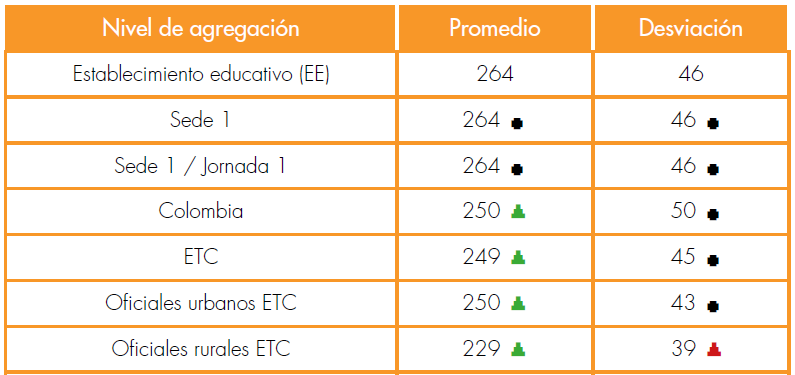 Nivel de agregación Promedio Desviación
Establecimiento educativo (EE) 264 46
Sede 1 264 46
Sede 1 / Jornada 1 264 46
Colombia 250 50
ETC 249 45
Oficiales urbanos ETC 250 43
Oficiales rurales ETC 229 39